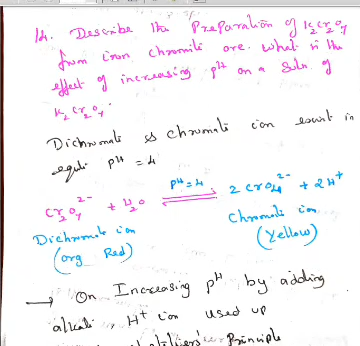 14. Describe the Preparation of K2Cr2O7
from iron chromite ore. what is the
effect of increasing pH on a Soln of
K2Cr2O7.
Dichromate chromate ion exist in
equili pH = 4
Cr2O7^2- + H2O ⇌ (pH = 4) 2 CrO4^2- + 2H+
Dichromate ion Chromate ion
(Org Red) (Yellow)
→ On Increasing pH by adding
alkali, H+ ion used up
Principle